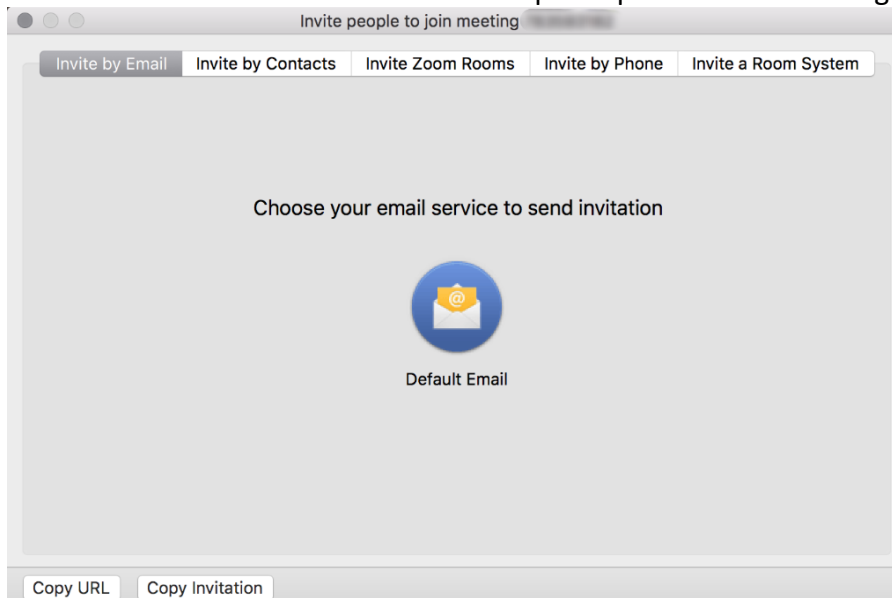 Invite people to join meeting
Invite by Email Invite by Contacts Invite Zoom Rooms Invite by Phone Invite a Room System
Choose your email service to send invitation
@
Default Email
Copy URL Copy Invitation